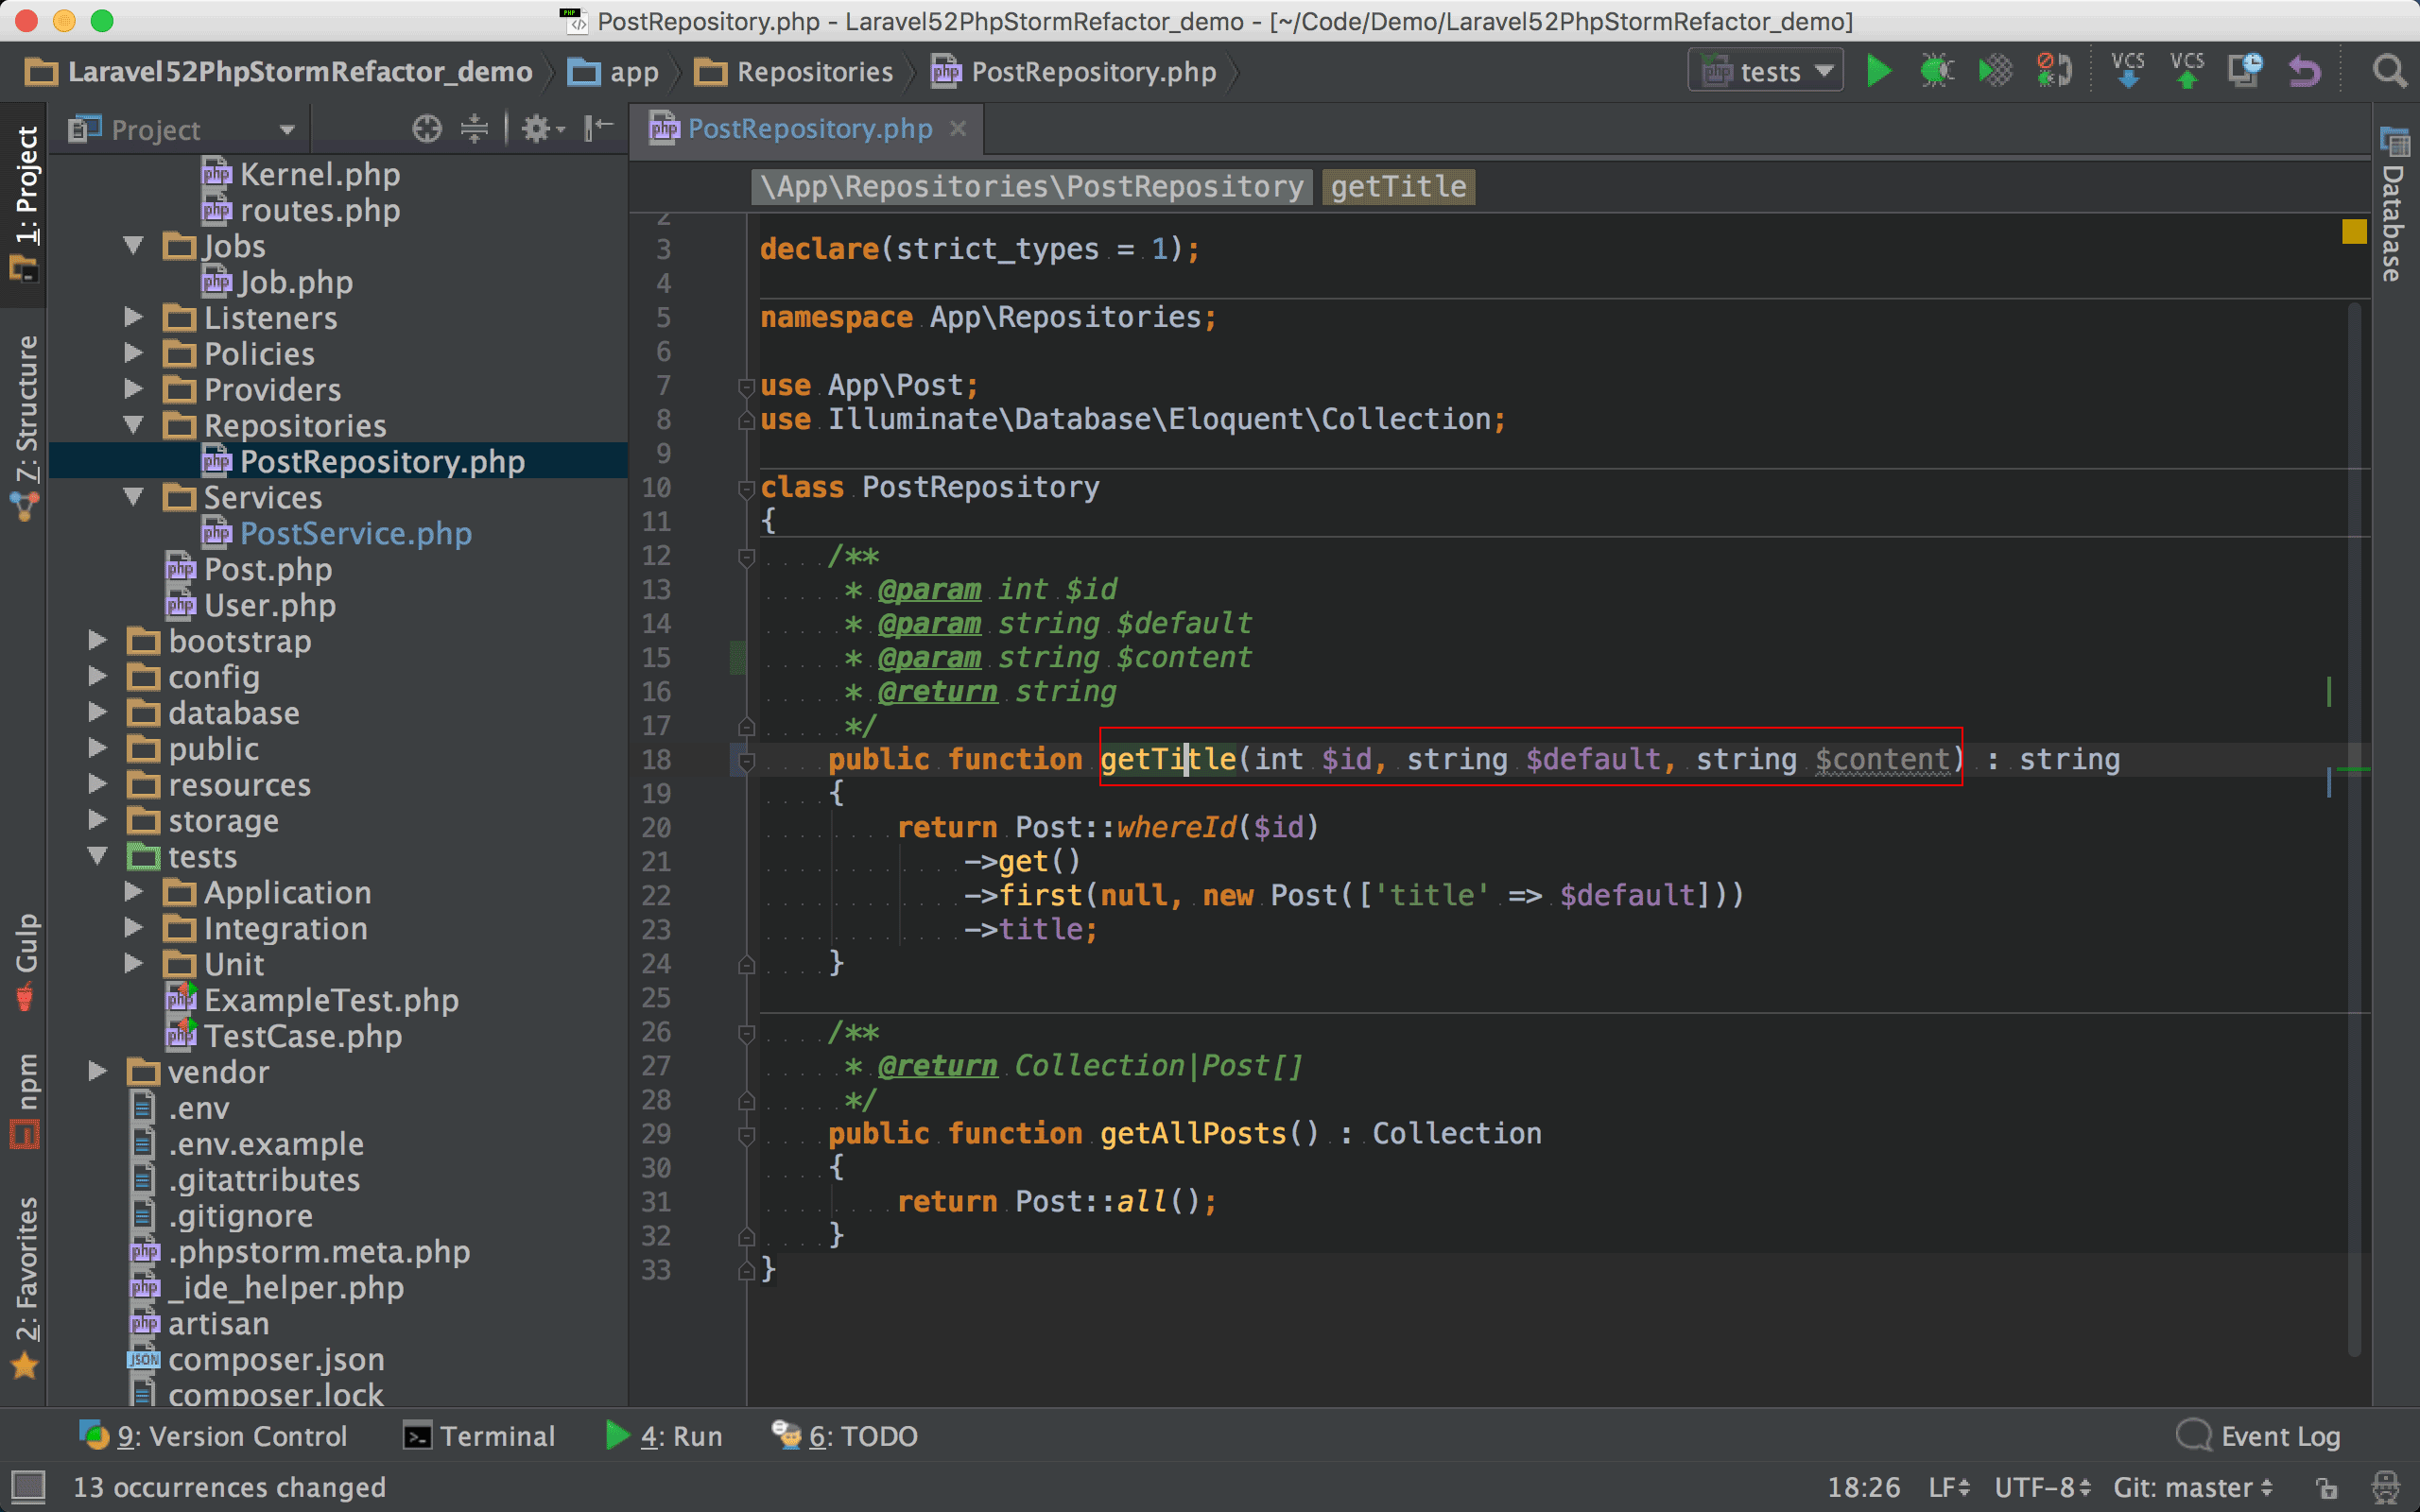 PostRepository.php - Laravel52PhpStormRefactor_demo - [~/Code/Demo/Laravel52PhpStormRefactor_demo]
Laravel52PhpStormRefactor_demo app Repositories PostRepository.php tests VCS VCS
1: Project
7: Structure
Gulp
npm
2: Favorites
Project
Kernel.php
routes.php
Jobs
Job.php
Listeners
Policies
Providers
Repositories
PostRepository.php
Services
PostService.php
Post.php
User.php
bootstrap
config
database
public
resources
storage
tests
Application
Integration
Unit
ExampleTest.php
TestCase.php
vendor
.env
.env.example
.gitattributes
.gitignore
.phpstorm.meta.php
_ide_helper.php
artisan
composer.json
composer.lock
PostRepository.php
\App\Repositories\PostRepository getTitle
2
3 declare(strict_types = 1);
4
5 namespace App\Repositories;
6
7 use App\Post;
8 use Illuminate\Database\Eloquent\Collection;
9
10 class PostRepository
11 {
12 /**
13 * @param int $id
14 * @param string $default
15 * @param string $content
16 * @return string
17 */
18 public function getTitle(int $id, string $default, string $content) : string
19 {
20 return Post::whereId($id)
21 ->get()
22 ->first(null, new Post(['title' => $default]))
23 ->title;
24 }
25
26 /**
27 * @return Collection|Post[]
28 */
29 public function getAllPosts() : Collection
30 {
31 return Post::all();
32 }
33 }
Database
9: Version Control Terminal 4: Run 6: TODO Event Log
13 occurrences changed 18:26 LF UTF-8 Git: master